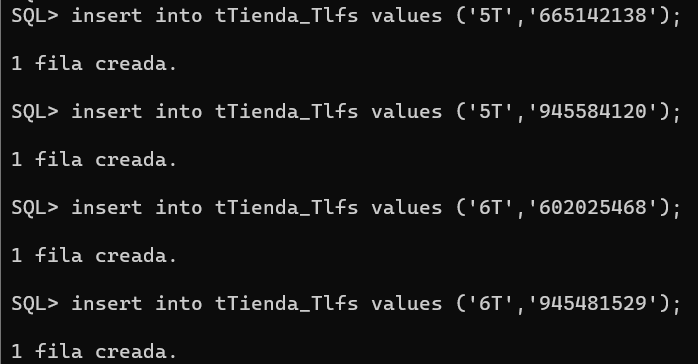 SQL> insert into tTienda_Tlfs values ('5T','665142138');
1 fila creada.
SQL> insert into tTienda_Tlfs values ('5T','945584120');
1 fila creada.
SQL> insert into tTienda_Tlfs values ('6T','602025468');
1 fila creada.
SQL> insert into tTienda_Tlfs values ('6T','945481529');
1 fila creada.